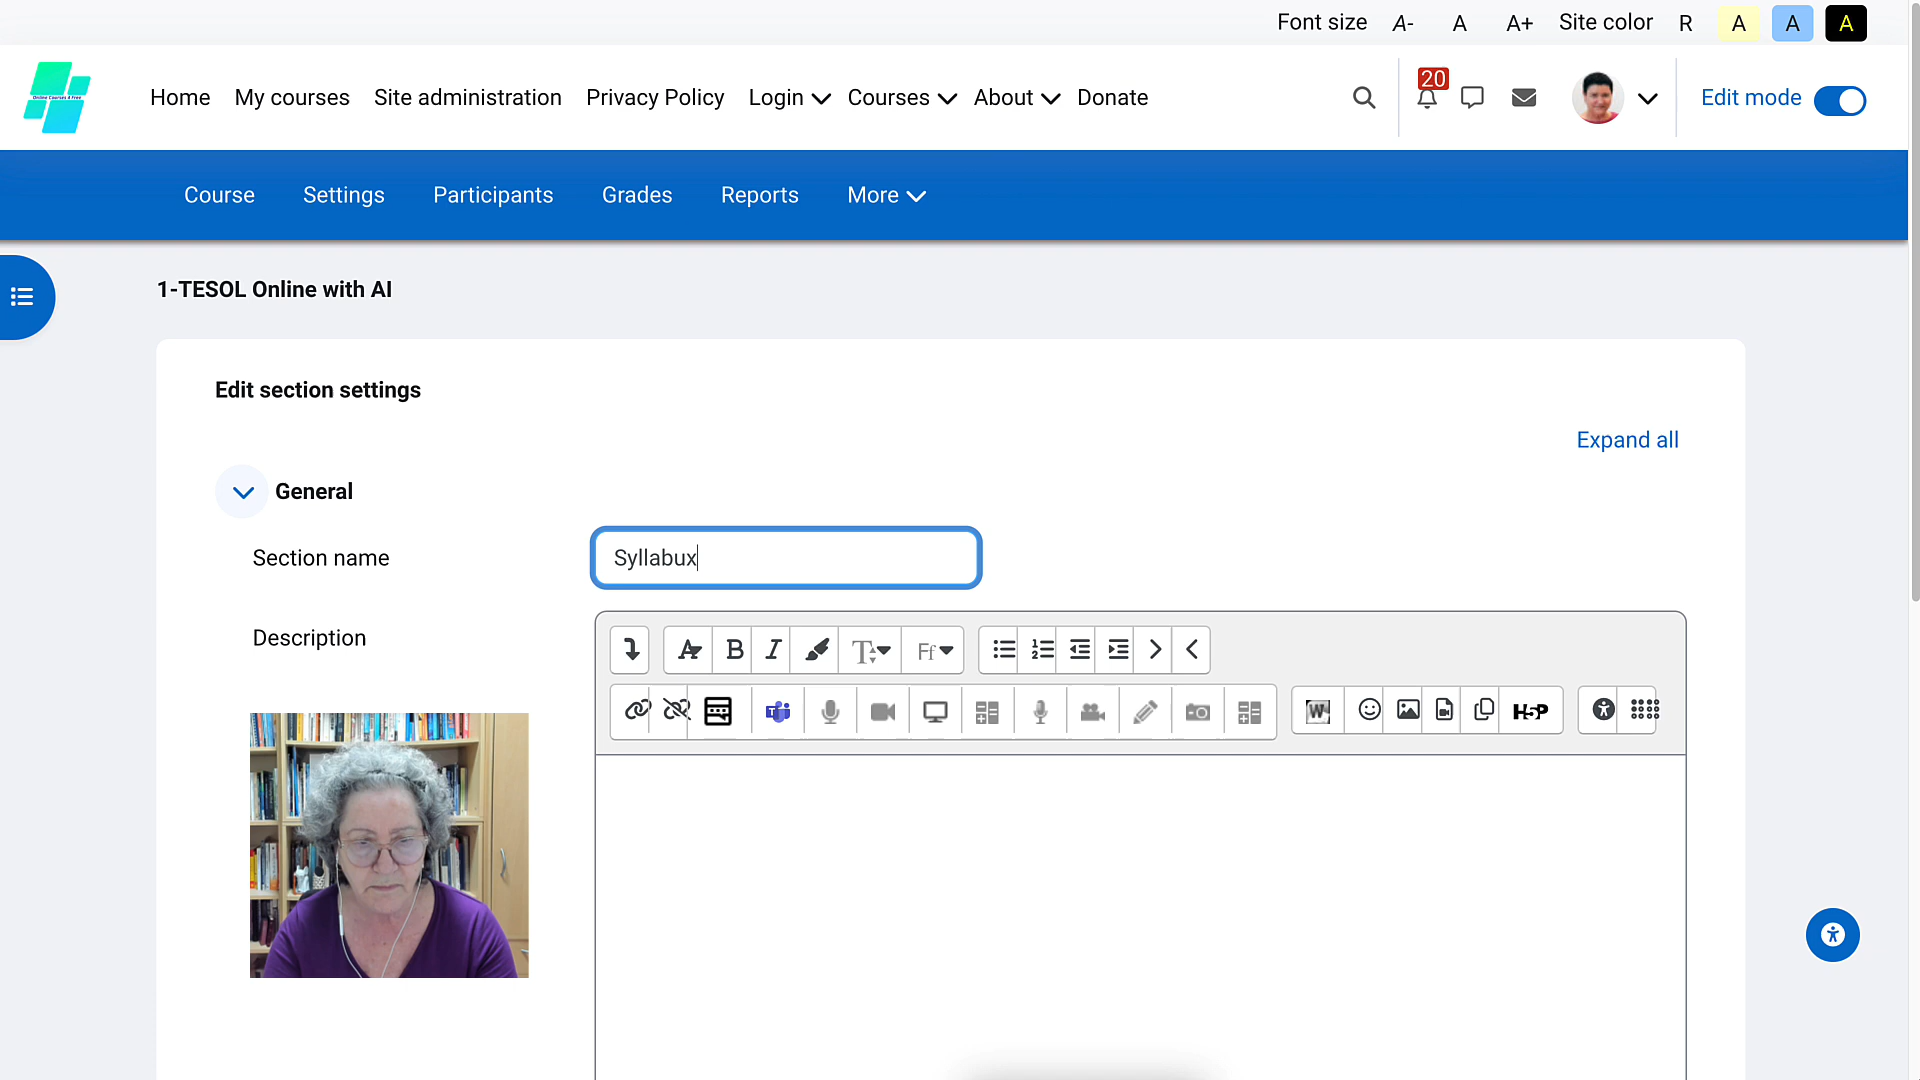 Font size A- A A+ Site color R A A A
Home My courses Site administration Privacy Policy Login Courses About Donate
20
Edit mode
Course Settings Participants Grades Reports More
1-TESOL Online with AI
Edit section settings
Expand all
General
Section name
Syllabux
Description
B I T Ff
W H5P